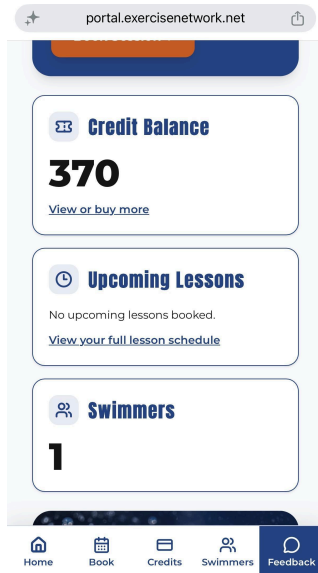 portal.exercisenetwork.net
Credit Balance
370
View or buy more
Upcoming Lessons
No upcoming lessons booked.
View your full lesson schedule
Swimmers
1
Home Book Credits Swimmers Feedback